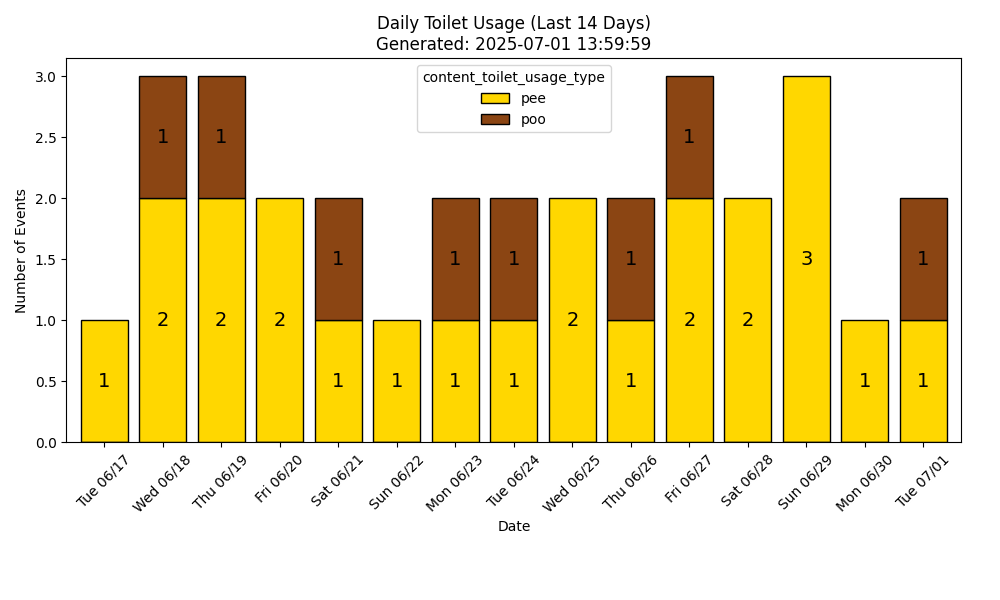 Daily Toilet Usage (Last 14 Days)
Generated: 2025-07-01 13:59:59
content_toilet_usage_type
pee
poo
Number of Events
3.0
2.5
2.0
1.5
1.0
0.5
0.0
1 1 1
1 1 1 1 1
2 2 2 2 2 2 3
1 1 1 1 1 1 1 1
Tue 06/17
Wed 06/18
Thu 06/19
Fri 06/20
Sat 06/21
Sun 06/22
Mon 06/23
Tue 06/24
Wed 06/25
Thu 06/26
Fri 06/27
Sat 06/28
Sun 06/29
Mon 06/30
Tue 07/01
Date